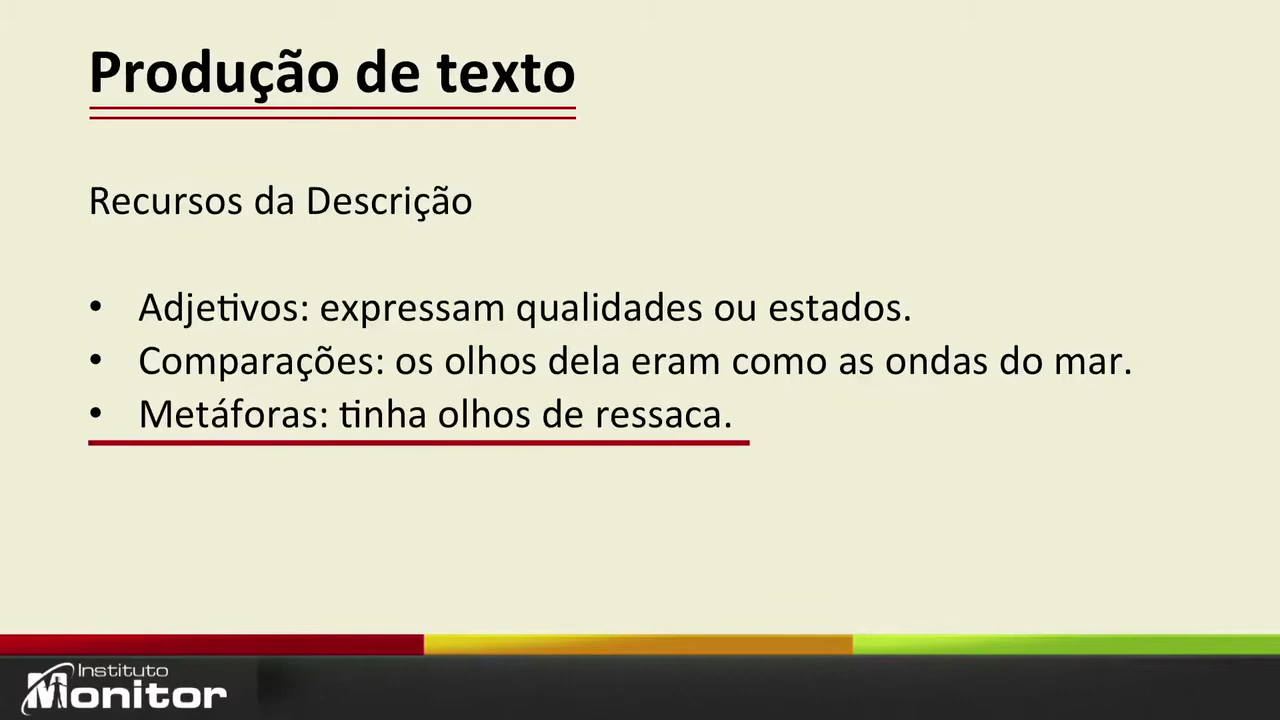 Produção de texto
Recursos da Descrição
• Adjetivos: expressam qualidades ou estados.
• Comparações: os olhos dela eram como as ondas do mar.
• Metáforas: tinha olhos de ressaca.
Instituto
Monitor